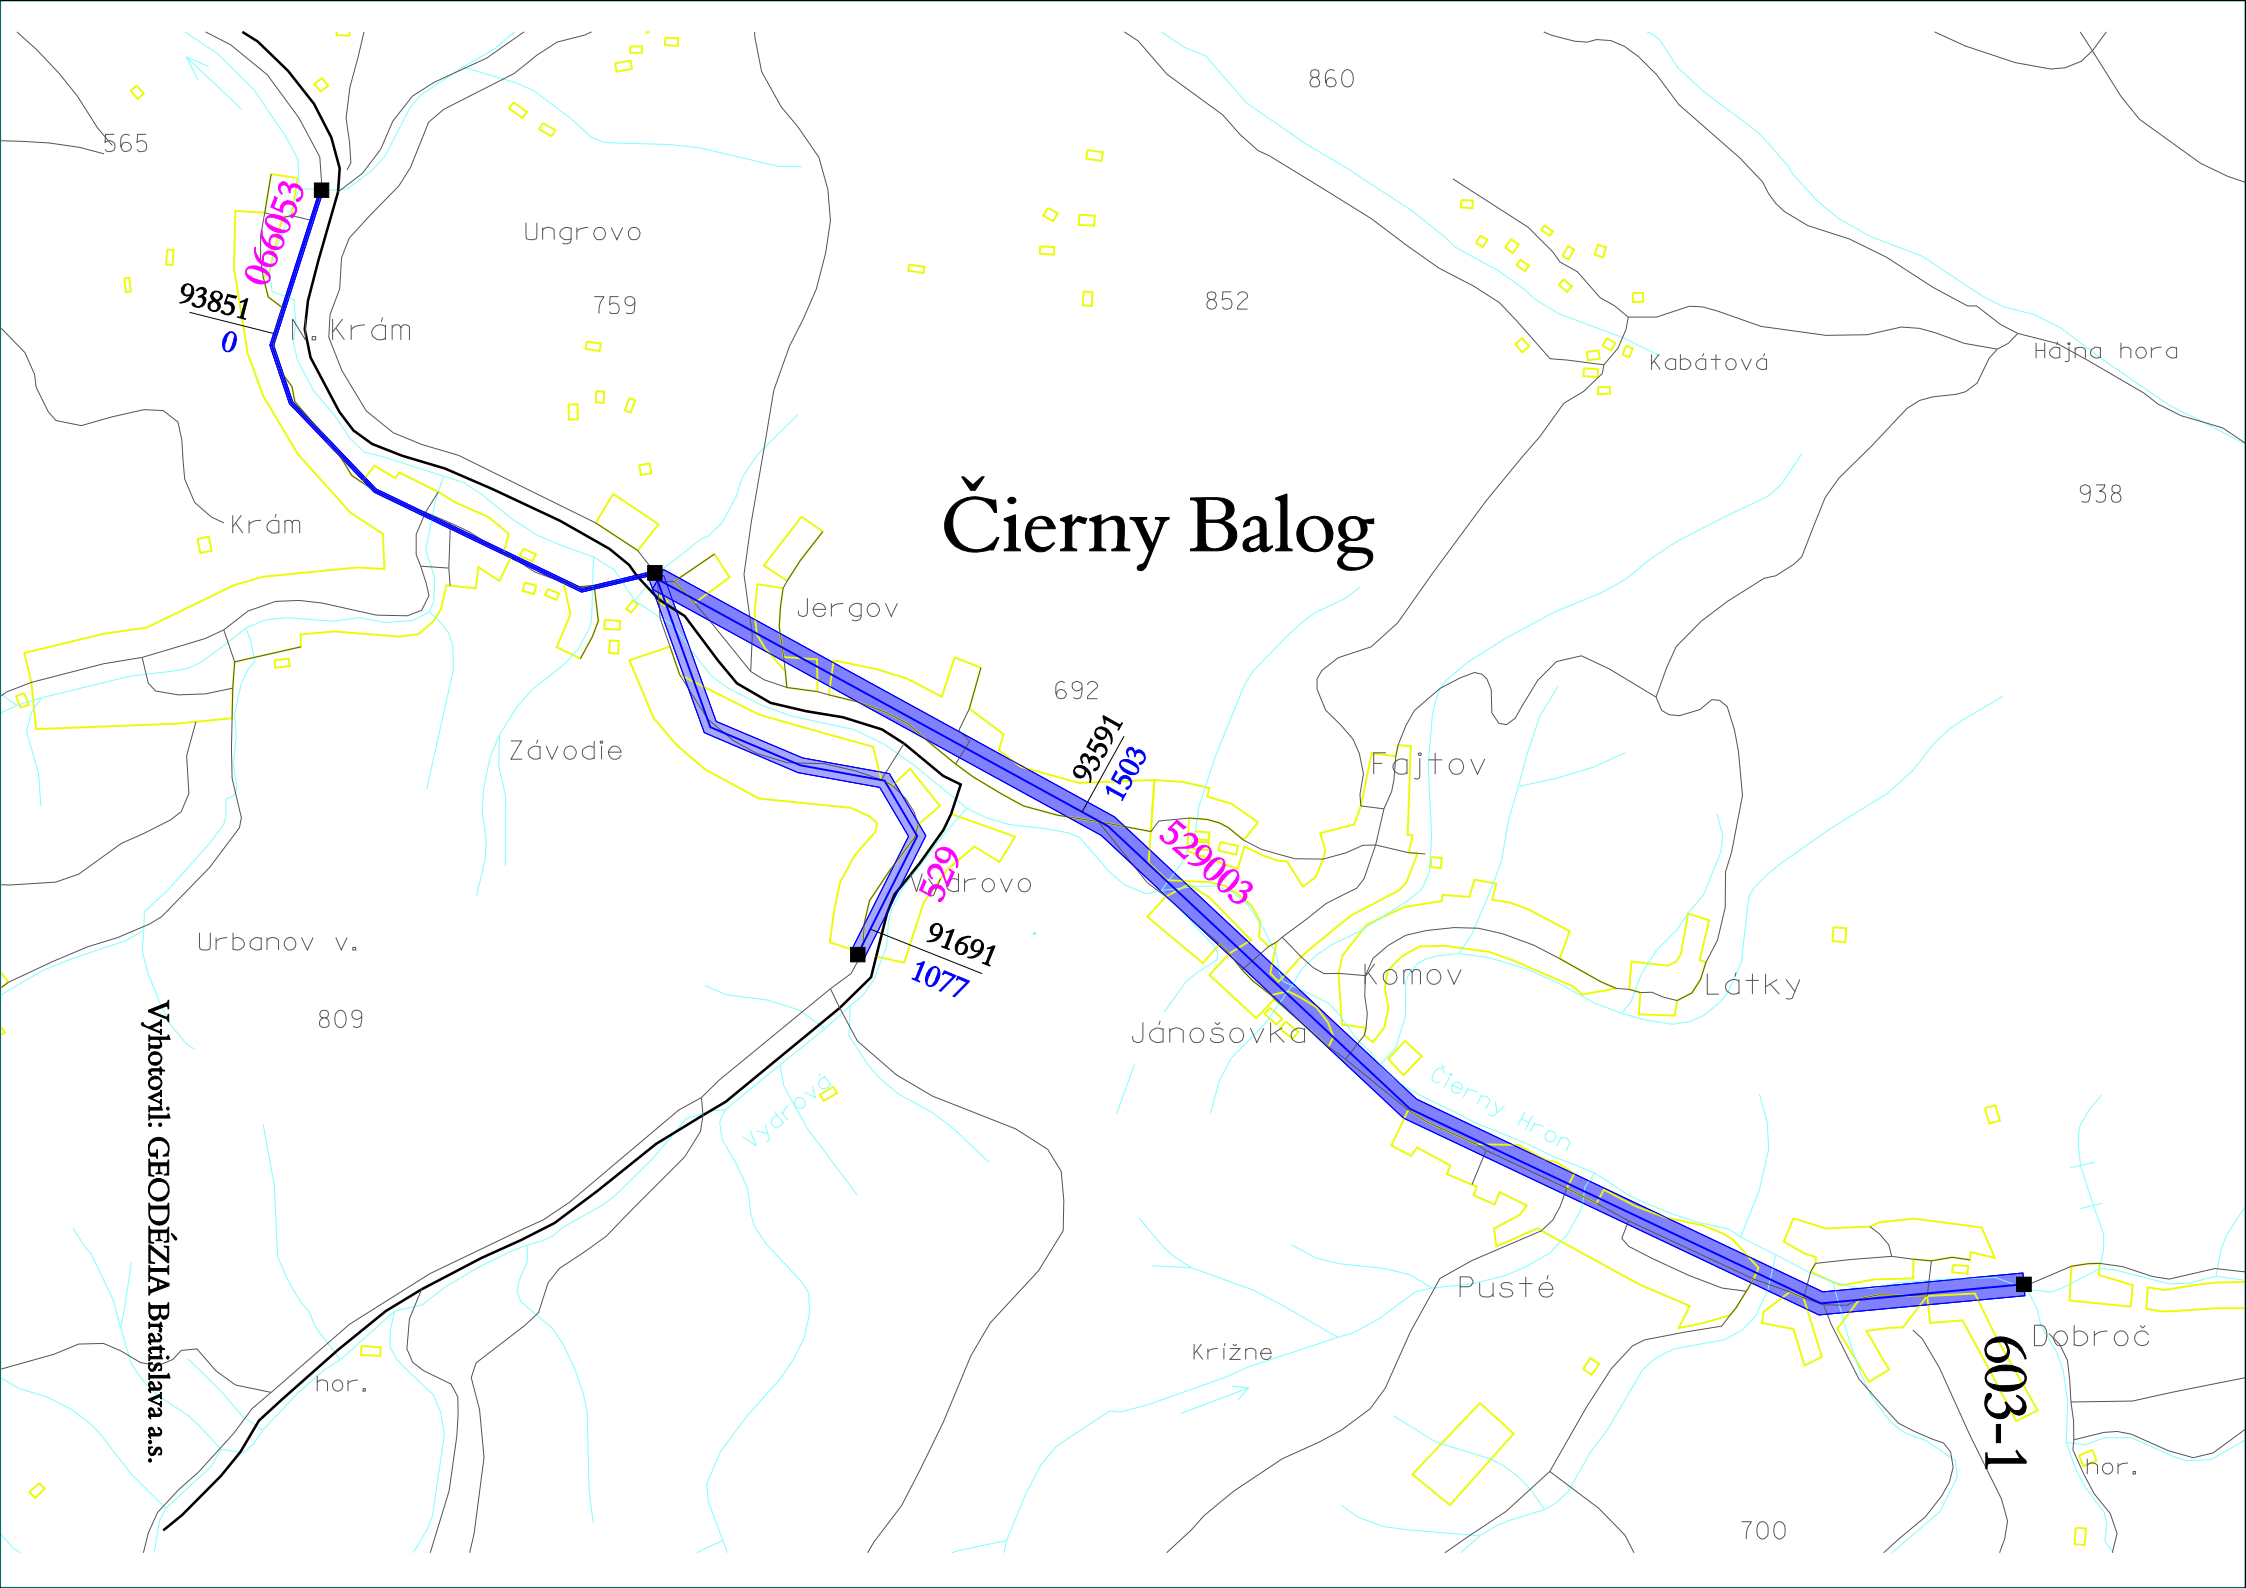 860
565
066053
Ungrovo
852
93851
0
759
N. Krám
Kabátová
Hájna hora
938
Krám
Čierny Balog
Jergov
692
Závodie
93591
1503
Fajtov
529003
529
Vydrovo
Urbanov v.
91691
1077
Komov
Látky
809
Jánošovka
Vydrová
Čierny Hron
Vyhotovil: GEODÉZIA Bratislava a.s.
Pusté
Krížne
Dobroč
603-1
hor.
hor.
700